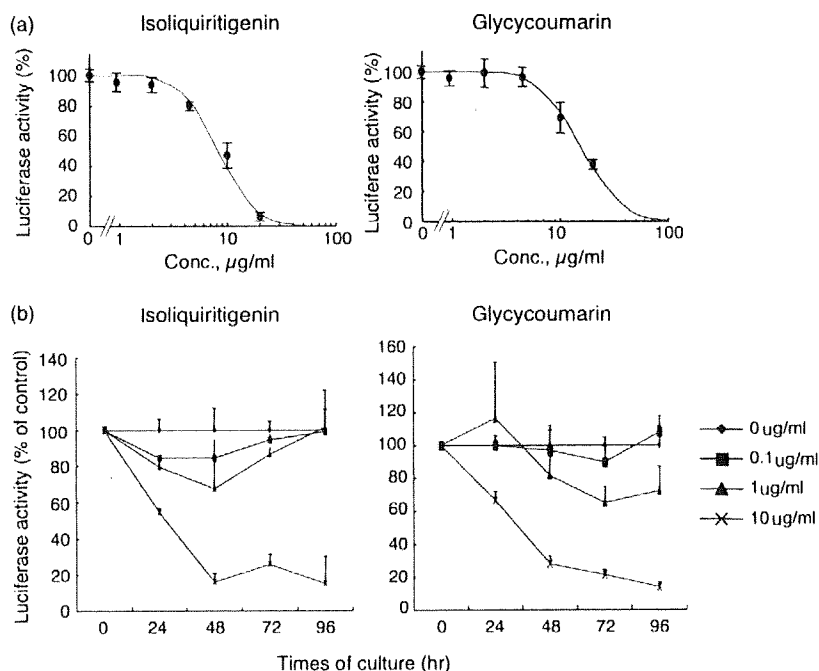 (a)
Isoliquiritigenin
Glycycoumarin
Luciferase activity (%)
100
80
60
40
20
0
0
1
10
100
Conc., µg/ml
Luciferae activity (%)
100
80
60
40
20
0
0
1
10
100
Conc., µg/ml
(b)
Isoliquiritigenin
Glycycoumarin
Luciferase activity (% of control)
140
120
100
80
60
40
20
0
0
24
48
72
96
160
140
120
100
80
60
40
20
0
0
24
48
72
96
0 ug/ml
0.1 ug/ml
1 ug/ml
10 ug/ml
Times of culture (hr)